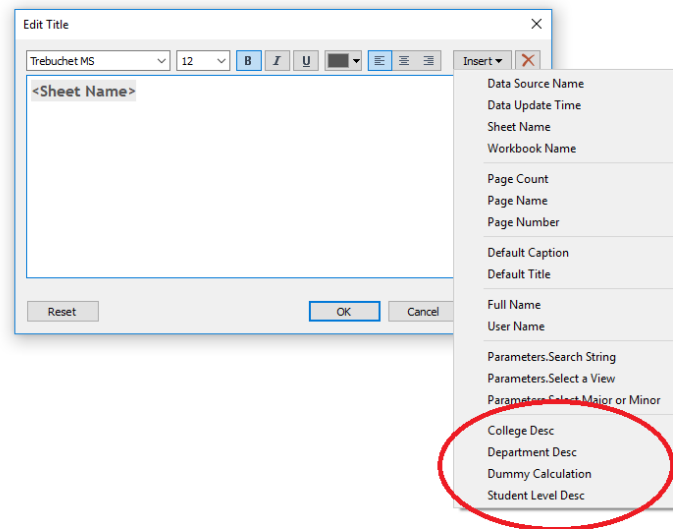 Edit Title
Trebuchet MS 12 B I U Insert
<Sheet Name>
Data Source Name
Data Update Time
Sheet Name
Workbook Name
Page Count
Page Name
Page Number
Default Caption
Default Title
Full Name
User Name
Reset OK Cancel
Parameters.Search String
Parameters.Select a View
Parameters.Select Major or Minor
College Desc
Department Desc
Dummy Calculation
Student Level Desc